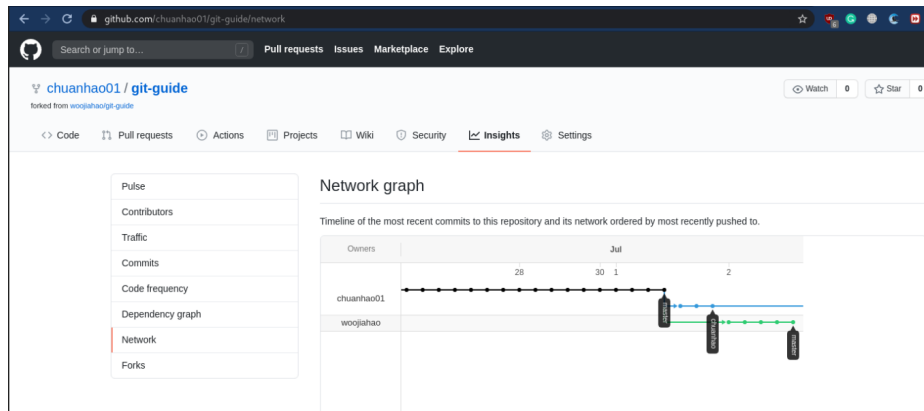 github.com/chuanhao01/git-guide/network
6
Search or jump to...
/
Pull requests Issues Marketplace Explore
chuanhao01 / git-guide
forked from woojiahao/git-guide
Watch 0 Star 0
Code Pull requests Actions Projects Wiki Security Insights Settings
Pulse
Contributors
Traffic
Commits
Code frequency
Dependency graph
Network
Forks
Network graph
Timeline of the most recent commits to this repository and its network ordered by most recently pushed to.
Owners Jul
28 30 1 2
chuanhao01
woojiahao
master
chuanhao
master